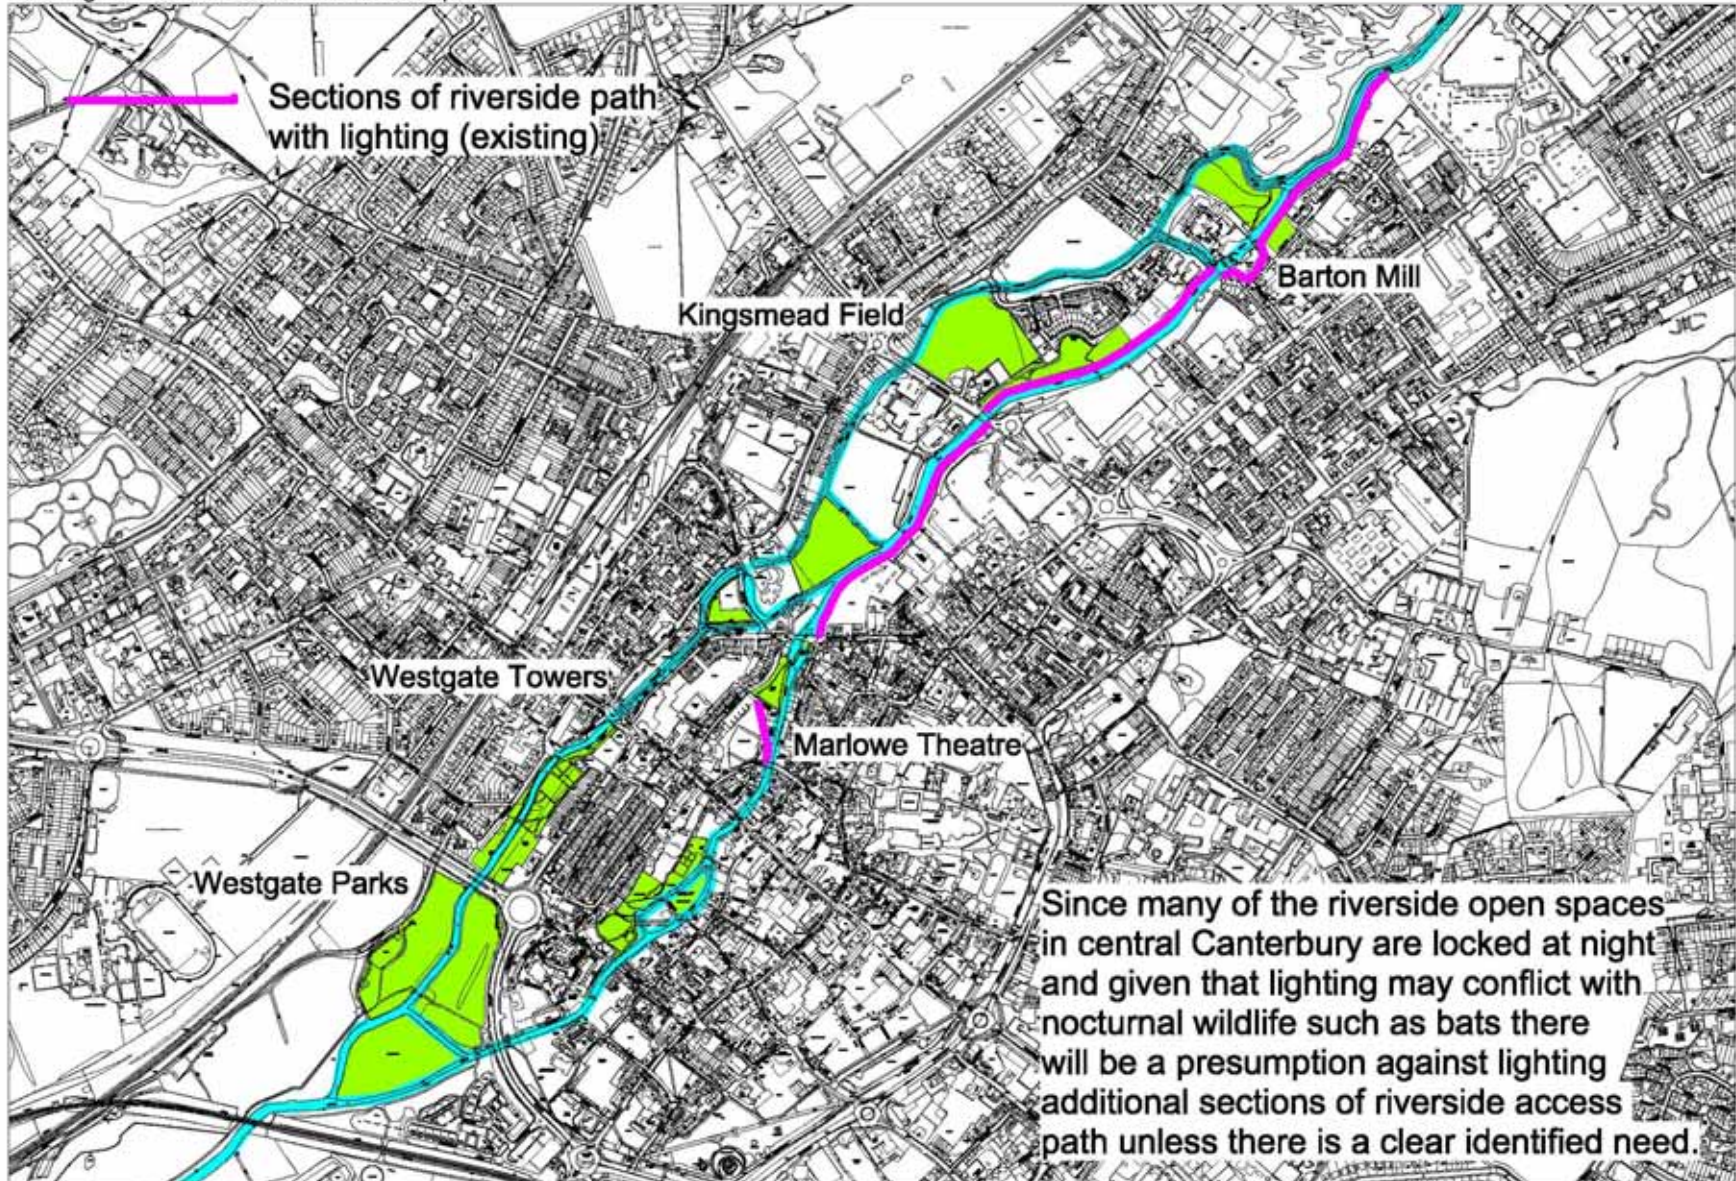 Sections of riverside path
with lighting (existing)
Barton Mill
Kingsmead Field
Westgate Towers
Marlowe Theatre
Westgate Parks
Since many of the riverside open spaces
in central Canterbury are locked at night
and given that lighting may conflict with
nocturnal wildlife such as bats there
will be a presumption against lighting
additional sections of riverside access
path unless there is a clear identified need.